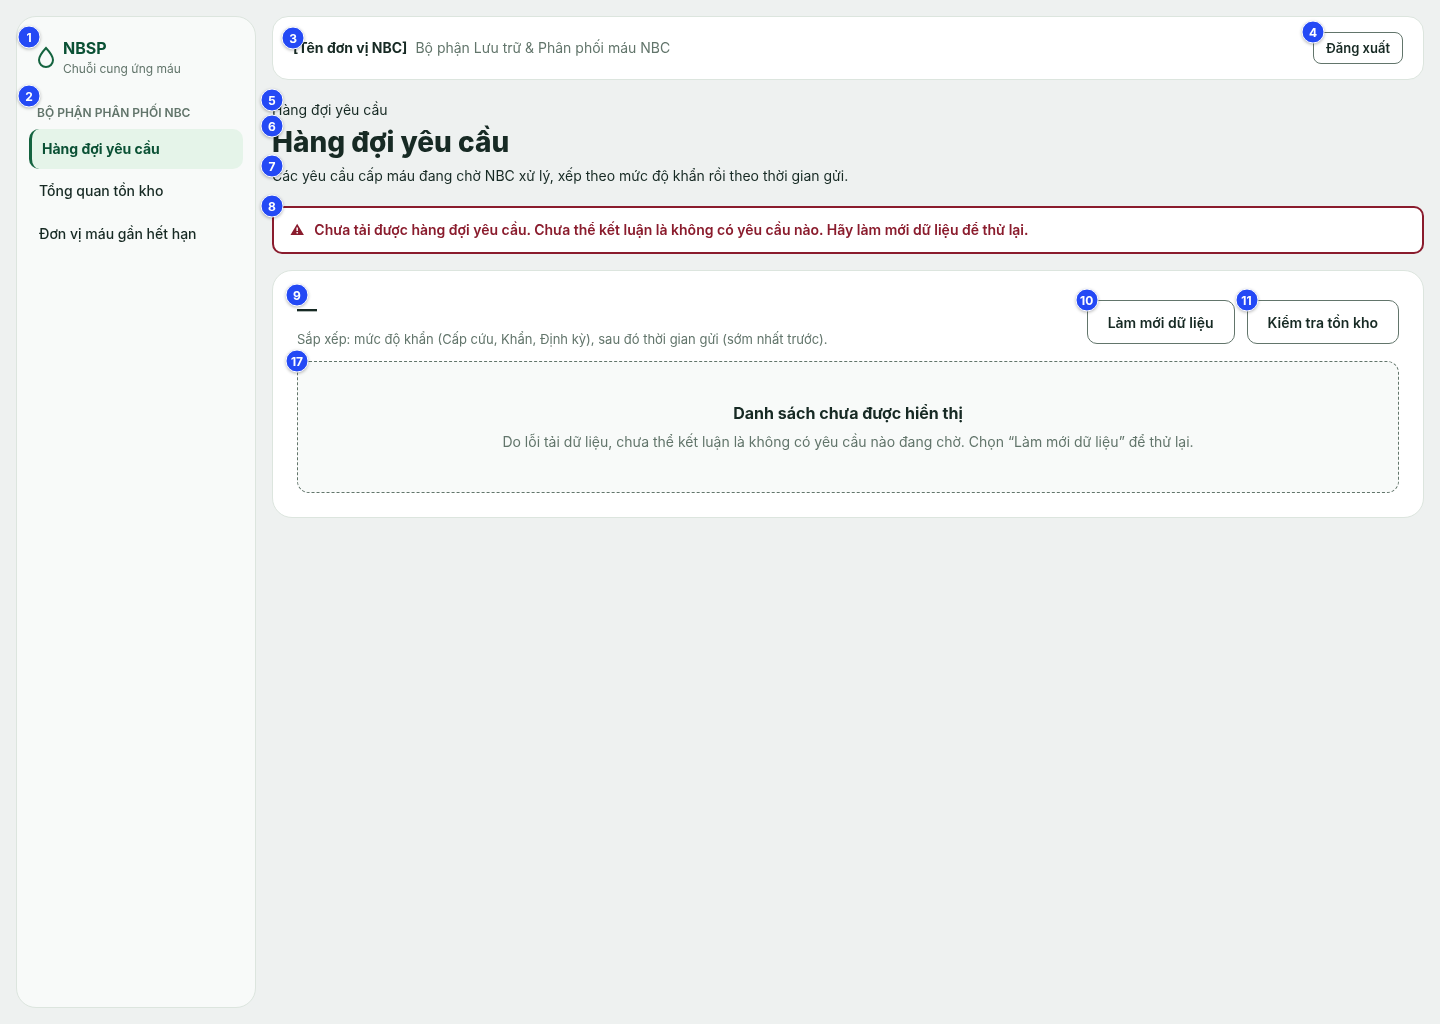 1
NBSP
Chuỗi cung ứng máu
2
BỘ PHẬN PHÂN PHỐI NBC
Hàng đợi yêu cầu
Tổng quan tồn kho
Đơn vị máu gần hết hạn
3
[Tên đơn vị NBC] Bộ phận Lưu trữ & Phân phối máu NBC
4
Đăng xuất
5
Hàng đợi yêu cầu
6
Hàng đợi yêu cầu
7
Các yêu cầu cấp máu đang chờ NBC xử lý, xếp theo mức độ khẩn rồi theo thời gian gửi.
8
Chưa tải được hàng đợi yêu cầu. Chưa thể kết luận là không có yêu cầu nào. Hãy làm mới dữ liệu để thử lại.
9
—
Sắp xếp: mức độ khẩn (Cấp cứu, Khẩn, Định kỳ), sau đó thời gian gửi (sớm nhất trước).
10
Làm mới dữ liệu
11
Kiểm tra tồn kho
17
Danh sách chưa được hiển thị
Do lỗi tải dữ liệu, chưa thể kết luận là không có yêu cầu nào đang chờ. Chọn “Làm mới dữ liệu” để thử lại.